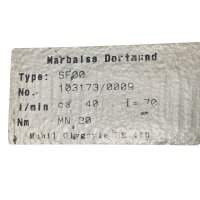 Marbaise Dortmund
Type: SF00
No. 103173/0009
l/min ca. 40 i= 70
Nm MN 20
Mobil Glygoyle HE 460